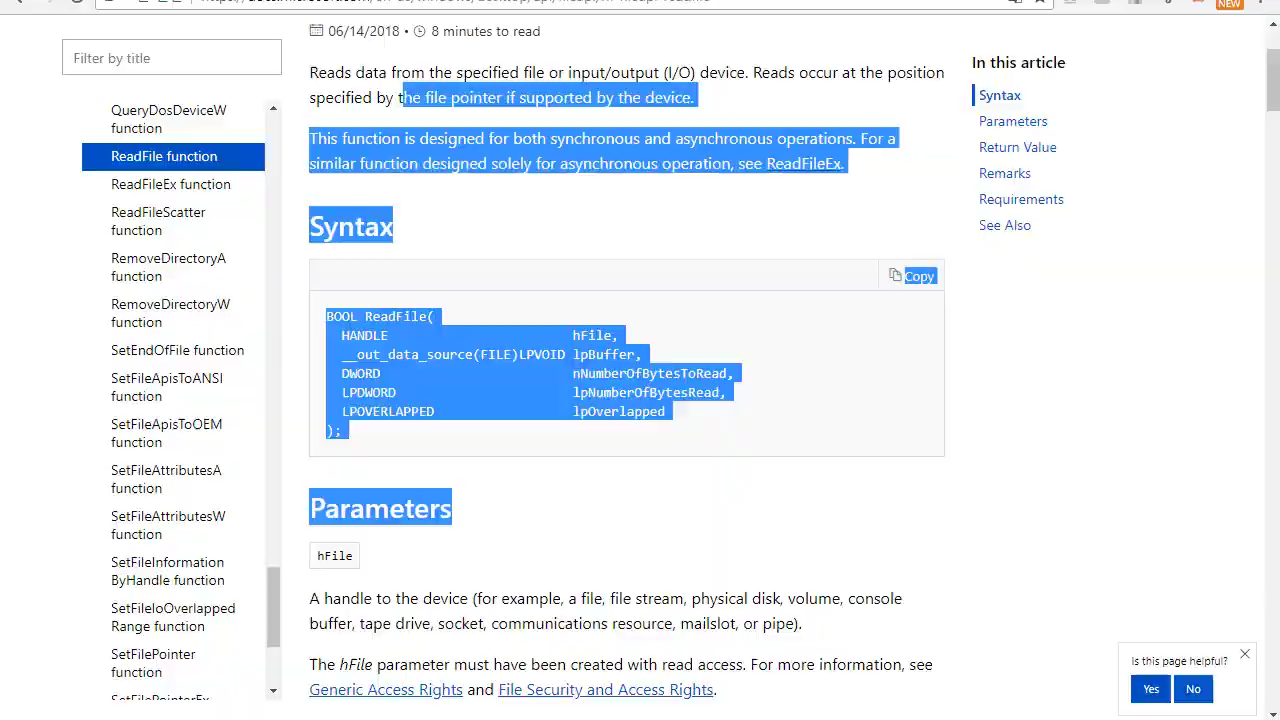 NEW
Filter by title
QueryDosDeviceW
function
ReadFile function
ReadFileEx function
ReadFileScatter
function
RemoveDirectoryA
function
RemoveDirectoryW
function
SetEndOfFile function
SetFileApisToANSI
function
SetFileApisToOEM
function
SetFileAttributesA
function
SetFileAttributesW
function
SetFileInformation
ByHandle function
SetFileIoOverlapped
Range function
SetFilePointer
function
SetFilePointerEx
06/14/2018 • 8 minutes to read
Reads data from the specified file or input/output (I/O) device. Reads occur at the position
specified by the file pointer if supported by the device.
This function is designed for both synchronous and asynchronous operations. For a
similar function designed solely for asynchronous operation, see ReadFileEx.
Syntax
Copy
BOOL ReadFile(
HANDLE hFile,
__out_data_source(FILE)LPVOID lpBuffer,
DWORD nNumberOfBytesToRead,
LPDWORD lpNumberOfBytesRead,
LPOVERLAPPED lpOverlapped
);
Parameters
hFile
A handle to the device (for example, a file, file stream, physical disk, volume, console
buffer, tape drive, socket, communications resource, mailslot, or pipe).
The hFile parameter must have been created with read access. For more information, see
Generic Access Rights and File Security and Access Rights.
In this article
Syntax
Parameters
Return Value
Remarks
Requirements
See Also
Is this page helpful?
Yes No